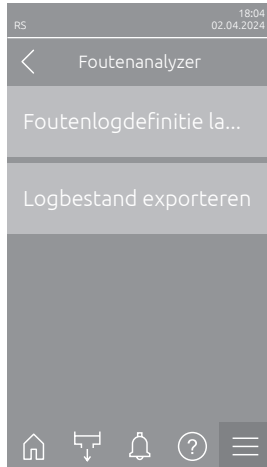 18:04
RS 02.04.2024
Foutenanalyzer
Foutenlogdefinitie la...
Logbestand exporteren
?